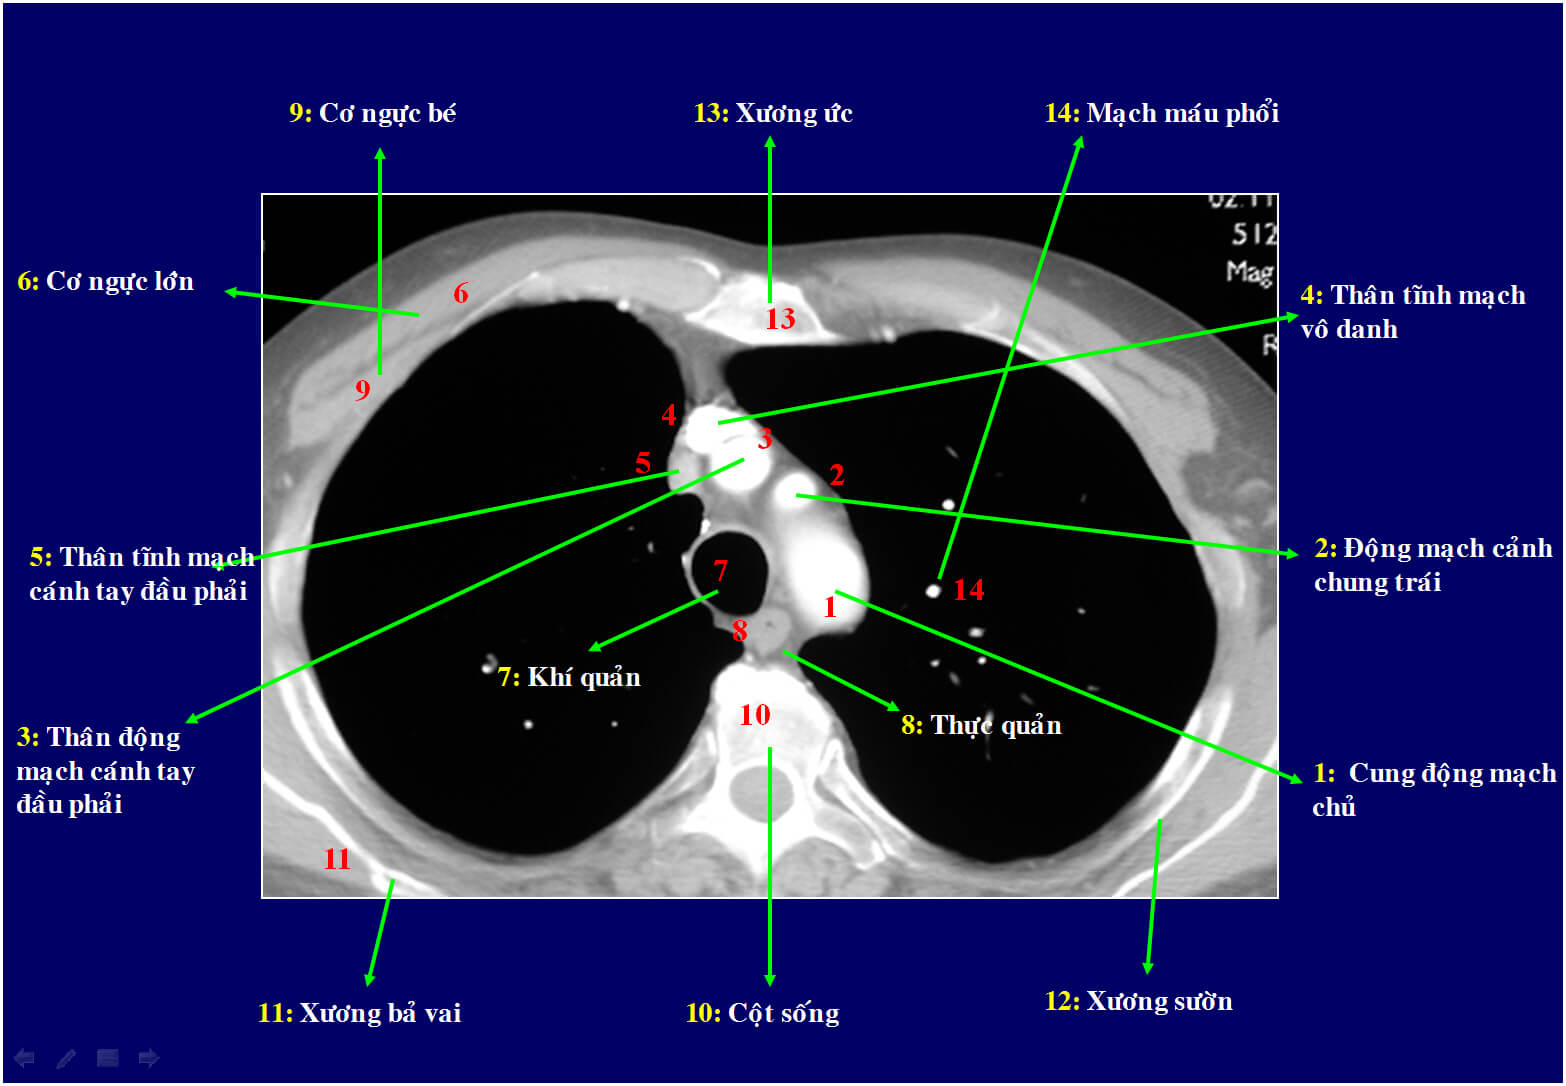 9: Cơ ngực bé
13: Xương ức
14: Mạch máu phổi
512
Mag
R
6: Cơ ngực lớn
6
13
4: Thân tĩnh mạch
vô danh
9
4
3
5
2
5: Thân tĩnh mạch
cánh tay đầu phải
2: Động mạch cảnh
chung trái
7
14
1
8
7: Khí quản
10
8: Thực quản
3: Thân động
mạch cánh tay
đầu phải
1: Cung động mạch
chủ
11
11: Xương bả vai
10: Cột sống
12: Xương sườn